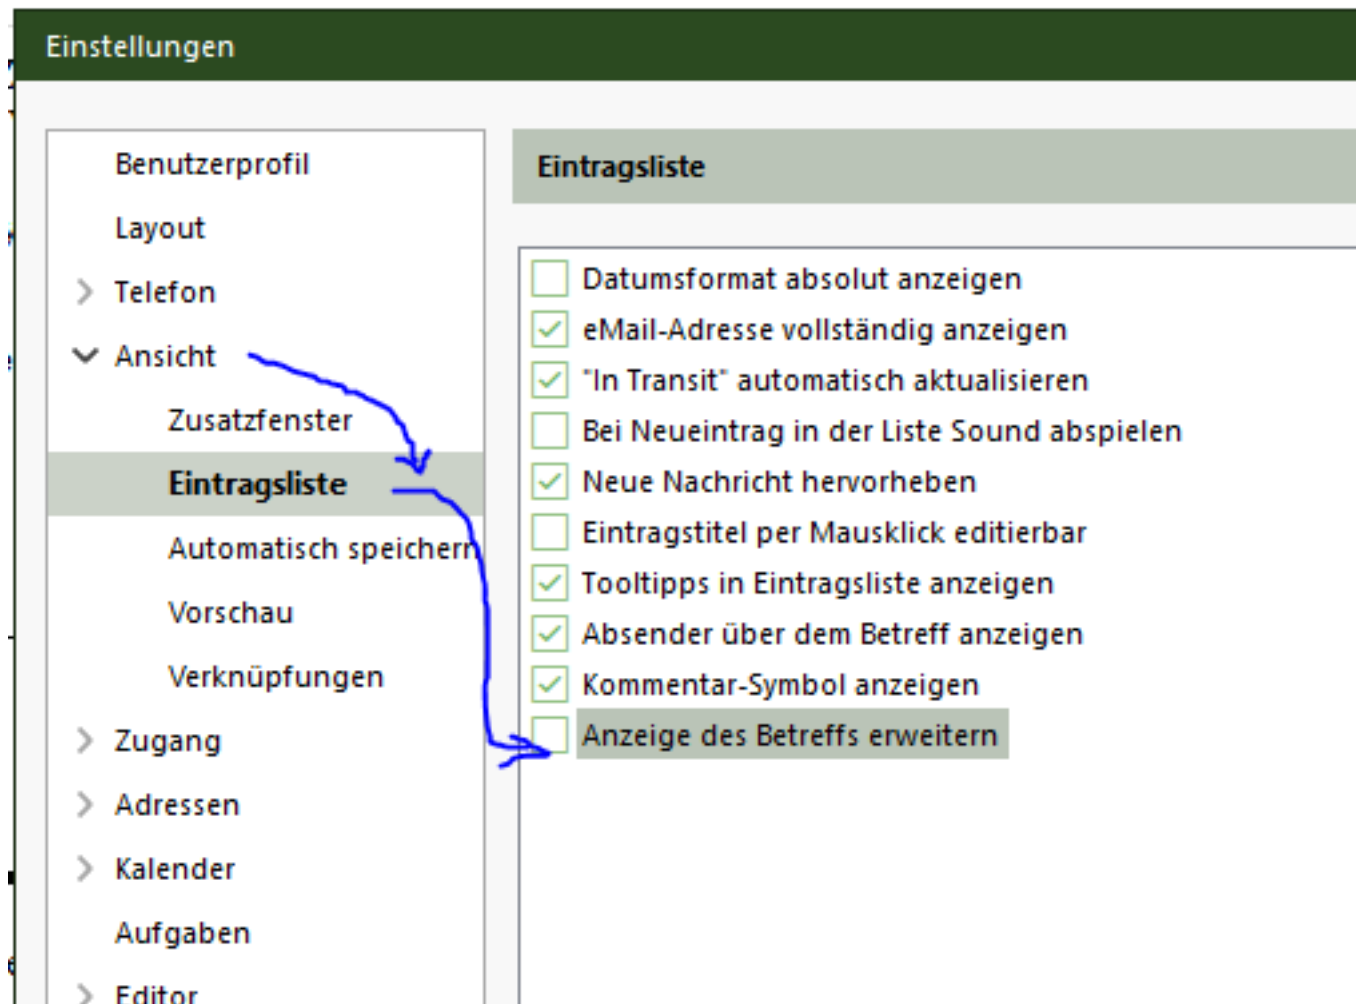 Einstellungen
Benutzerprofil
Layout
Telefon
Ansicht
Zusatzfenster
Eintragsliste
Automatisch speichern
Vorschau
Verknüpfungen
Zugang
Adressen
Kalender
Aufgaben
Editor
Eintragsliste
Datumsformat absolut anzeigen
eMail-Adresse vollständig anzeigen
"In Transit" automatisch aktualisieren
Bei Neueintrag in der Liste Sound abspielen
Neue Nachricht hervorheben
Eintragstitel per Mausklick editierbar
Tooltipps in Eintragsliste anzeigen
Absender über dem Betreff anzeigen
Kommentar-Symbol anzeigen
Anzeige des Betreffs erweitern